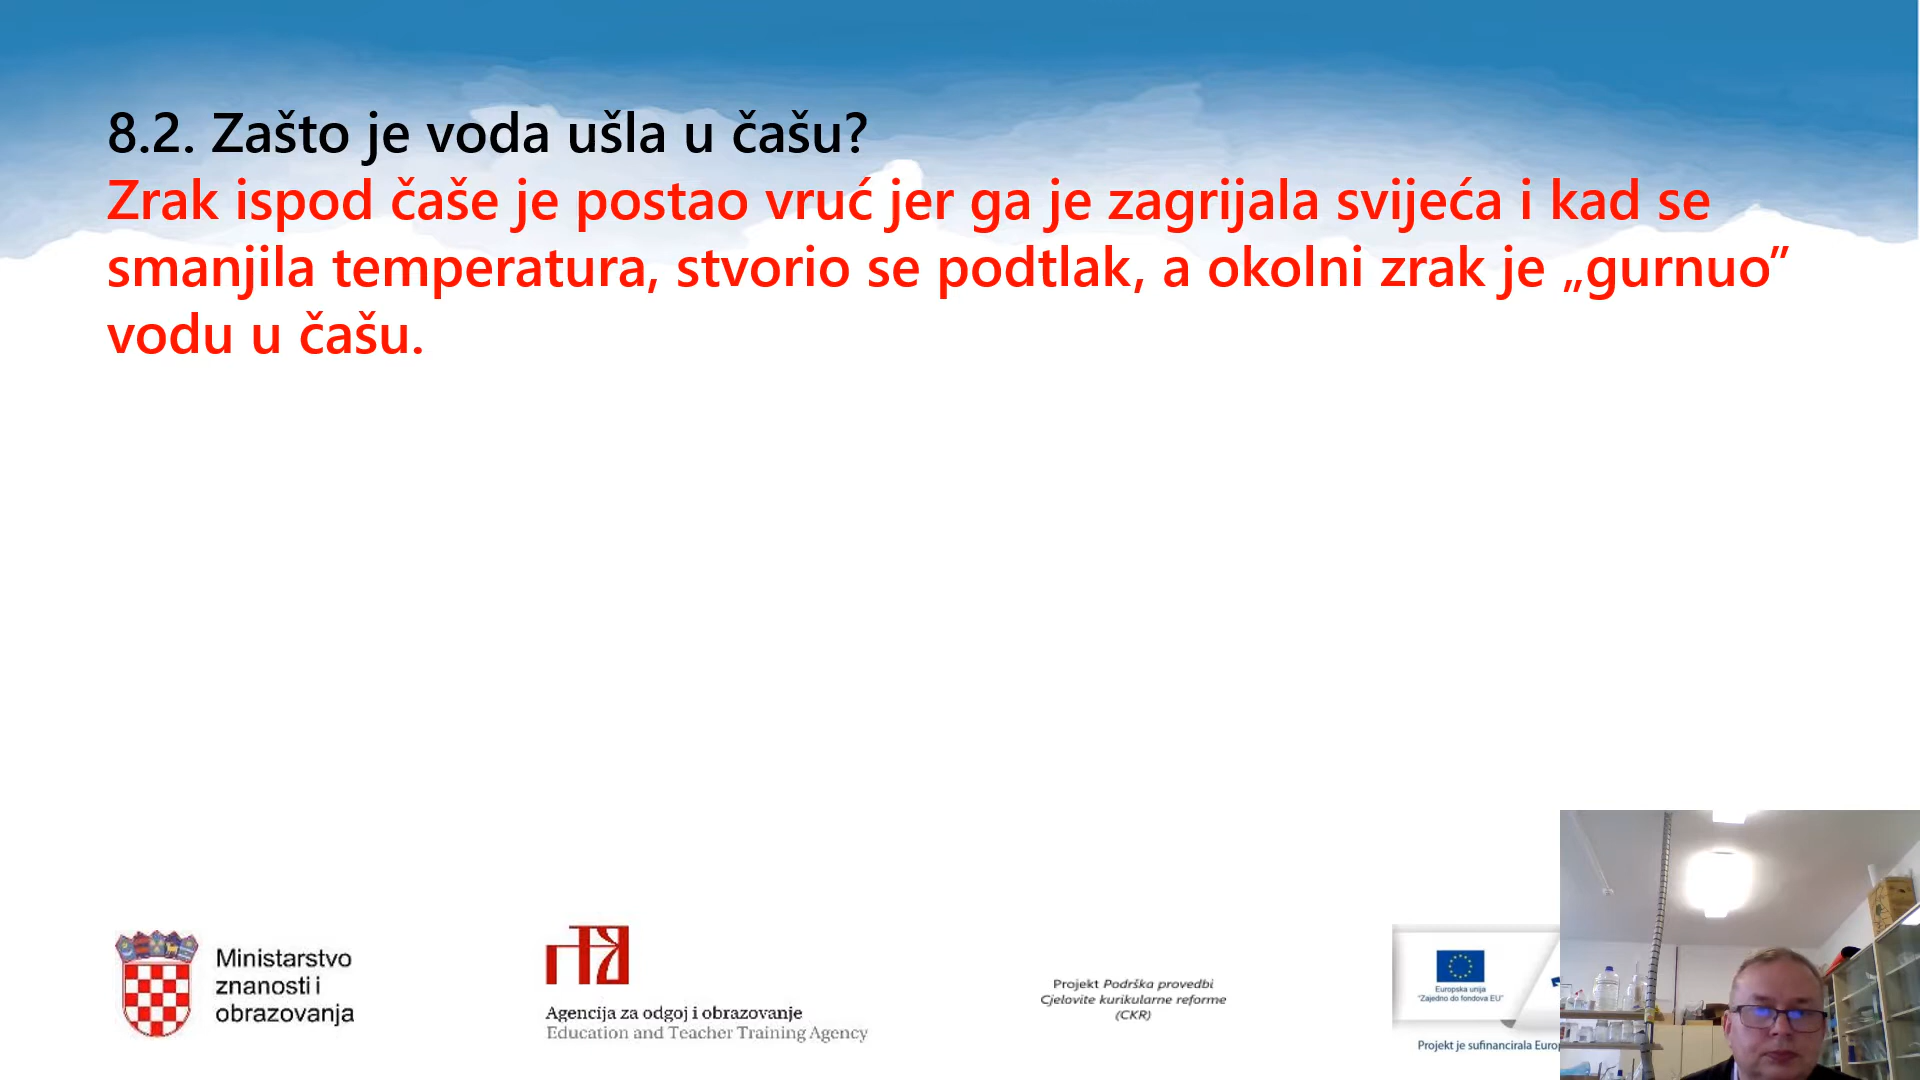 8.2. Zašto je voda ušla u čašu?
Zrak ispod čaše je postao vruć jer ga je zagrijala svijeća i kad se
smanjila temperatura, stvorio se podtlak, a okolni zrak je „gurnuo”
vodu u čašu.
Ministarstvo
znanosti i
obrazovanja
Agencija za odgoj i obrazovanje
Education and Teacher Training Agency
Projekt Podrška provedbi
Cjelovite kurikularne reforme
(CKR)
Europska unija
"Zajedno do fondova EU"
Projekt je sufinancirala Euro